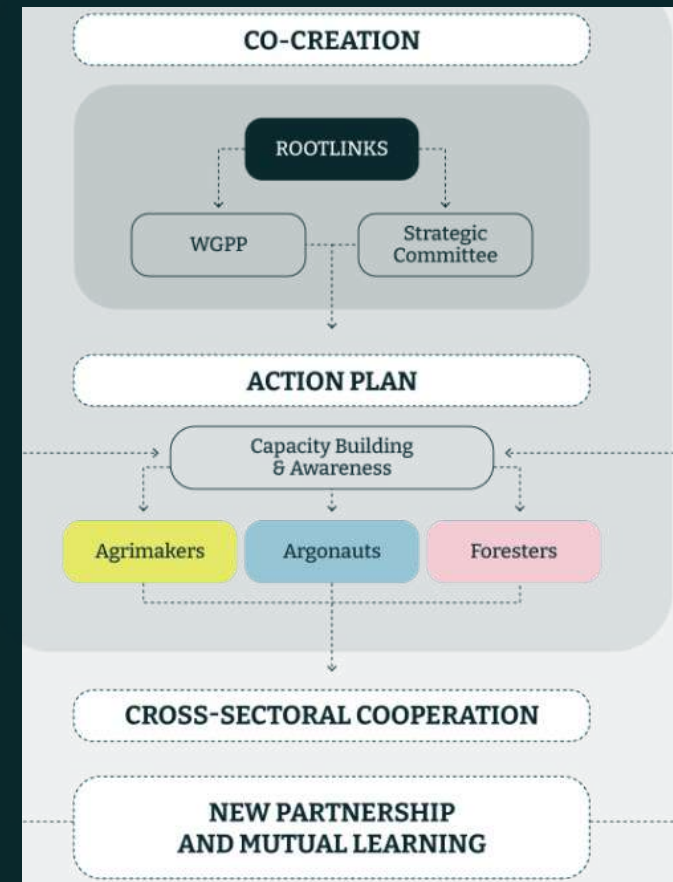 CO-CREATION
ROOTLINKS
WGPP
Strategic
Committee
ACTION PLAN
Capacity Building
& Awareness
Agrimakers
Argonauts
Foresters
CROSS-SECTORAL COOPERATION
NEW PARTNERSHIP
AND MUTUAL LEARNING